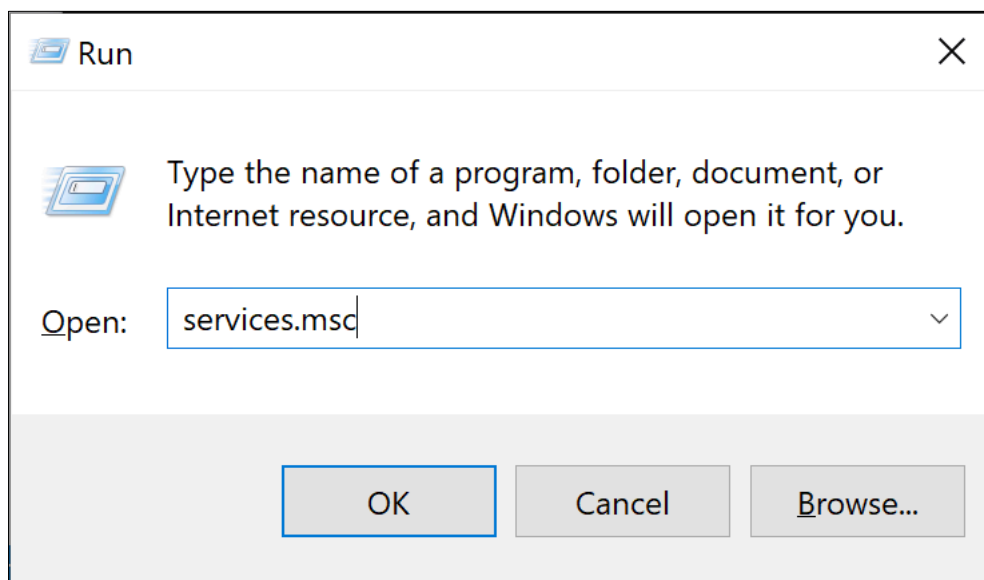 Run
Type the name of a program, folder, document, or
Internet resource, and Windows will open it for you.
Open:
services.msc
OK
Cancel
Browse...